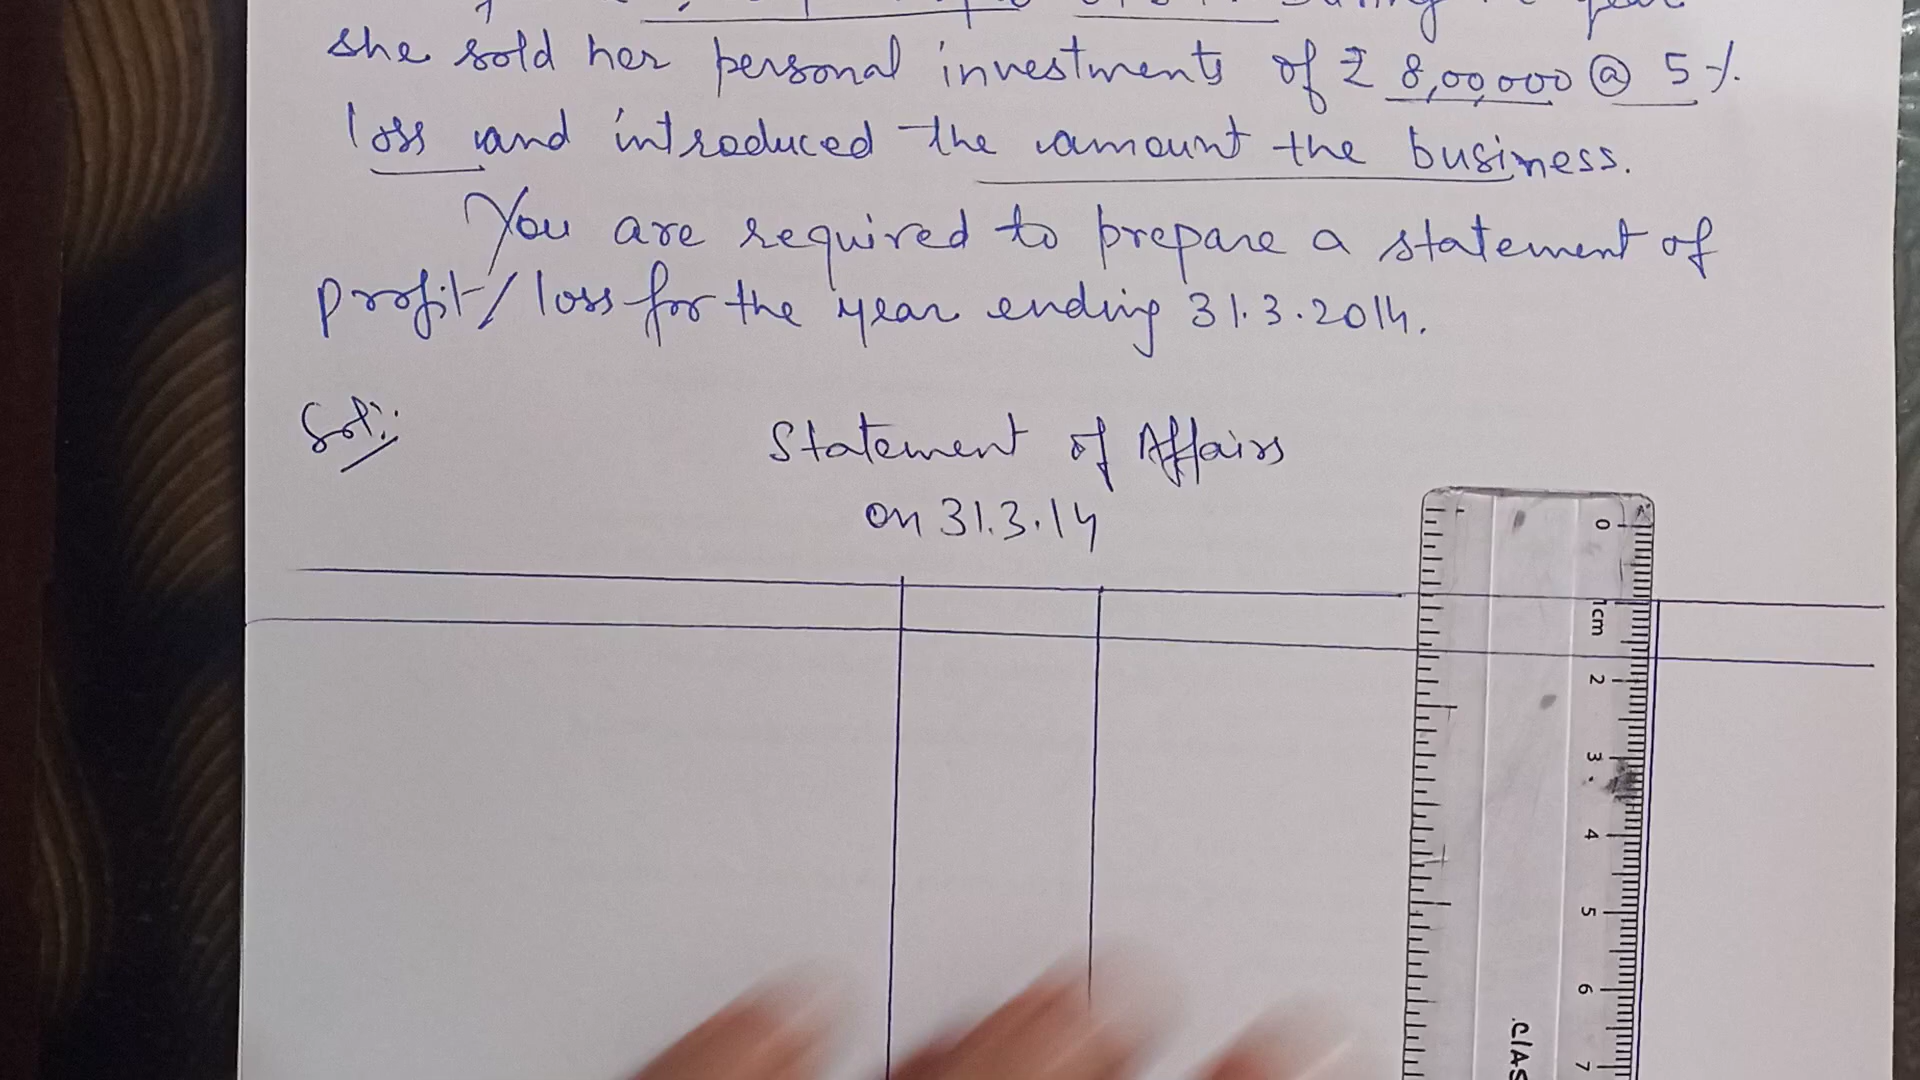 she sold her personal investments of ₹ 8,00,000 @ 5%
loss and introduced the amount the business.
You are required to prepare a statement of
profit/loss for the year ending 31.3.2014.
Sol:
Statement of Affairs
on 31.3.14
0
1cm
2
3
4
5
6
7